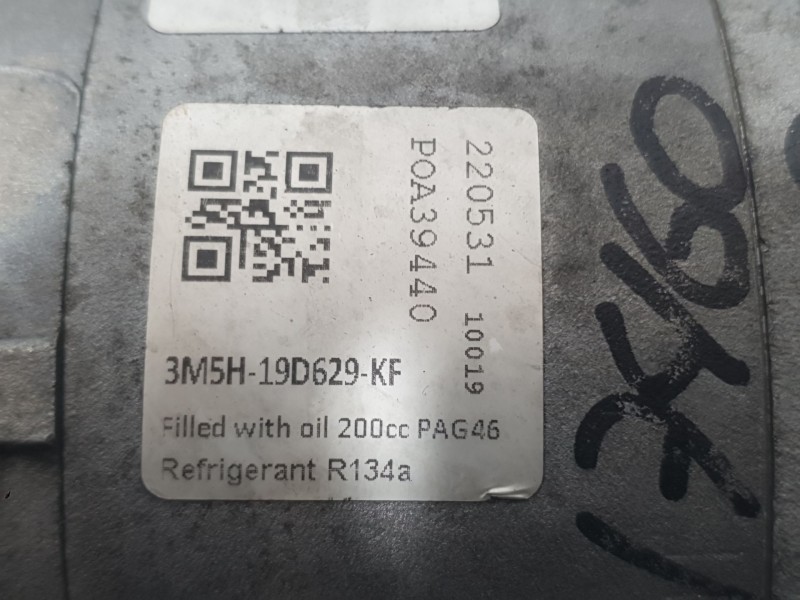 220531 10019
POA39440
3M5H-19D629-KF
Filled with oil 200cc PAG46
Refrigerant R134a